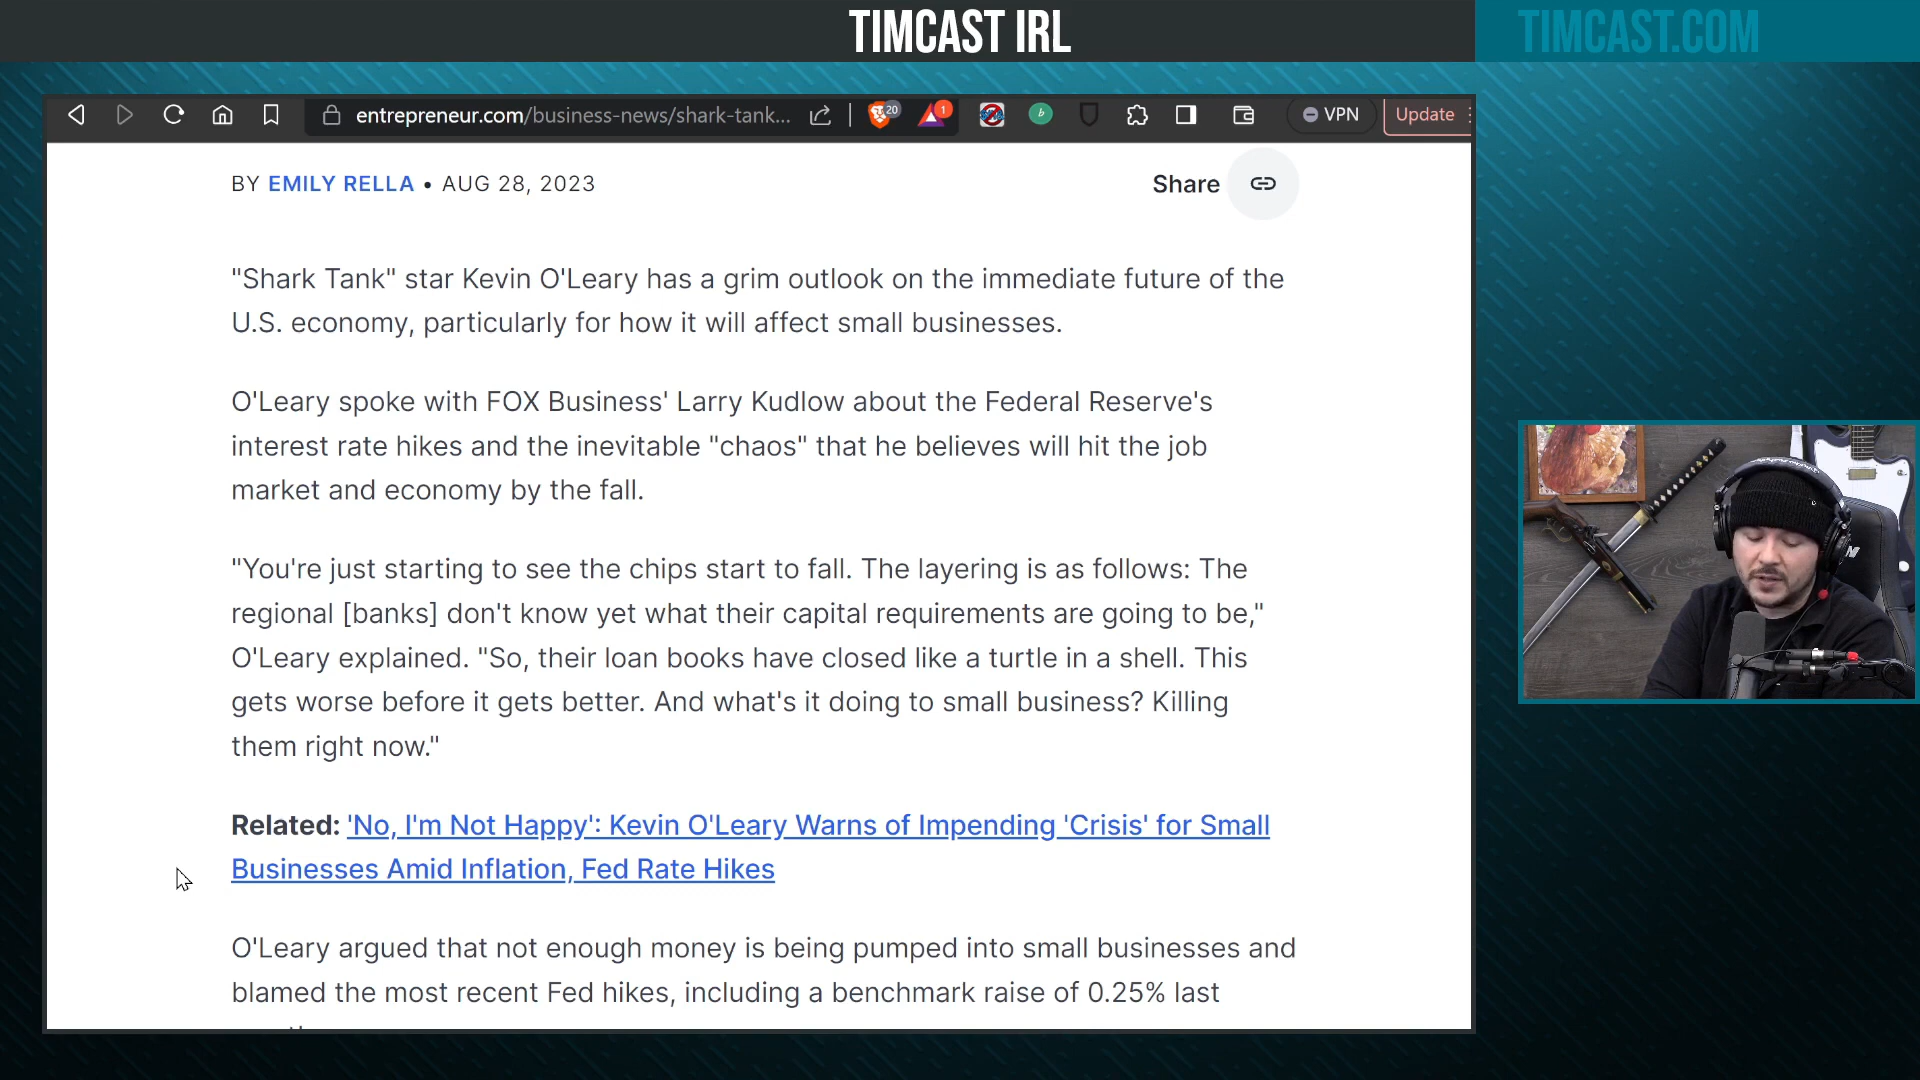 TIMCAST IRL
TIMCAST.COM
entrepreneur.com/business-news/shark-tank...
20
1
b
VPN
Update
BY EMILY RELLA • AUG 28, 2023
Share
"Shark Tank" star Kevin O'Leary has a grim outlook on the immediate future of the
U.S. economy, particularly for how it will affect small businesses.
O'Leary spoke with FOX Business' Larry Kudlow about the Federal Reserve's
interest rate hikes and the inevitable "chaos" that he believes will hit the job
market and economy by the fall.
"You're just starting to see the chips start to fall. The layering is as follows: The
regional [banks] don't know yet what their capital requirements are going to be,"
O'Leary explained. "So, their loan books have closed like a turtle in a shell. This
gets worse before it gets better. And what's it doing to small business? Killing
them right now."
Related: 'No, I'm Not Happy': Kevin O'Leary Warns of Impending 'Crisis' for Small
Businesses Amid Inflation, Fed Rate Hikes
O'Leary argued that not enough money is being pumped into small businesses and
blamed the most recent Fed hikes, including a benchmark raise of 0.25% last